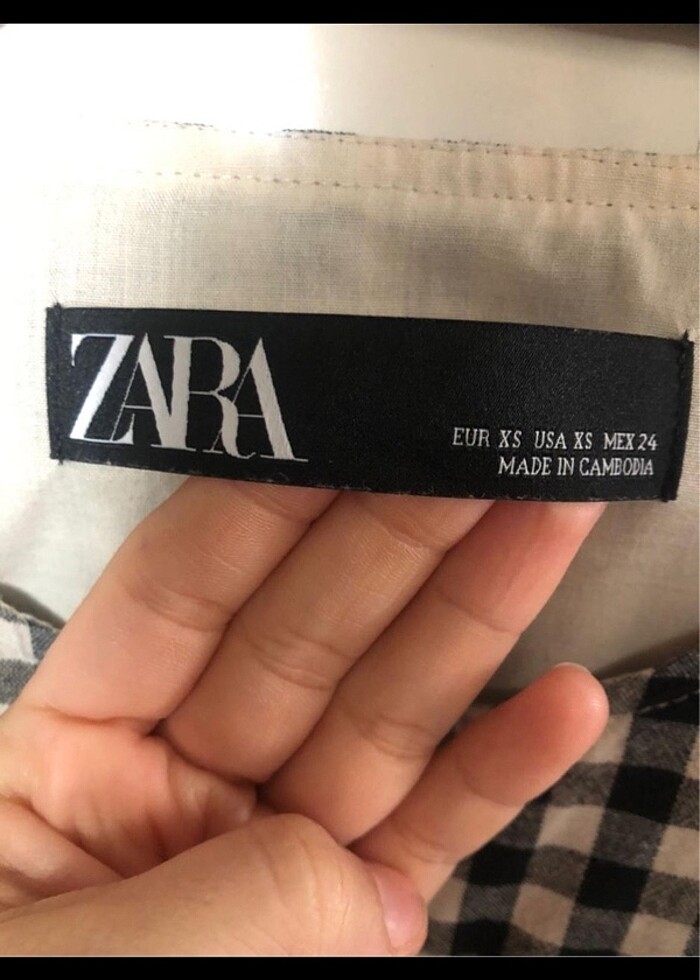 ZARA
EUR XS USA XS MEX 24
MADE IN CAMBODIA